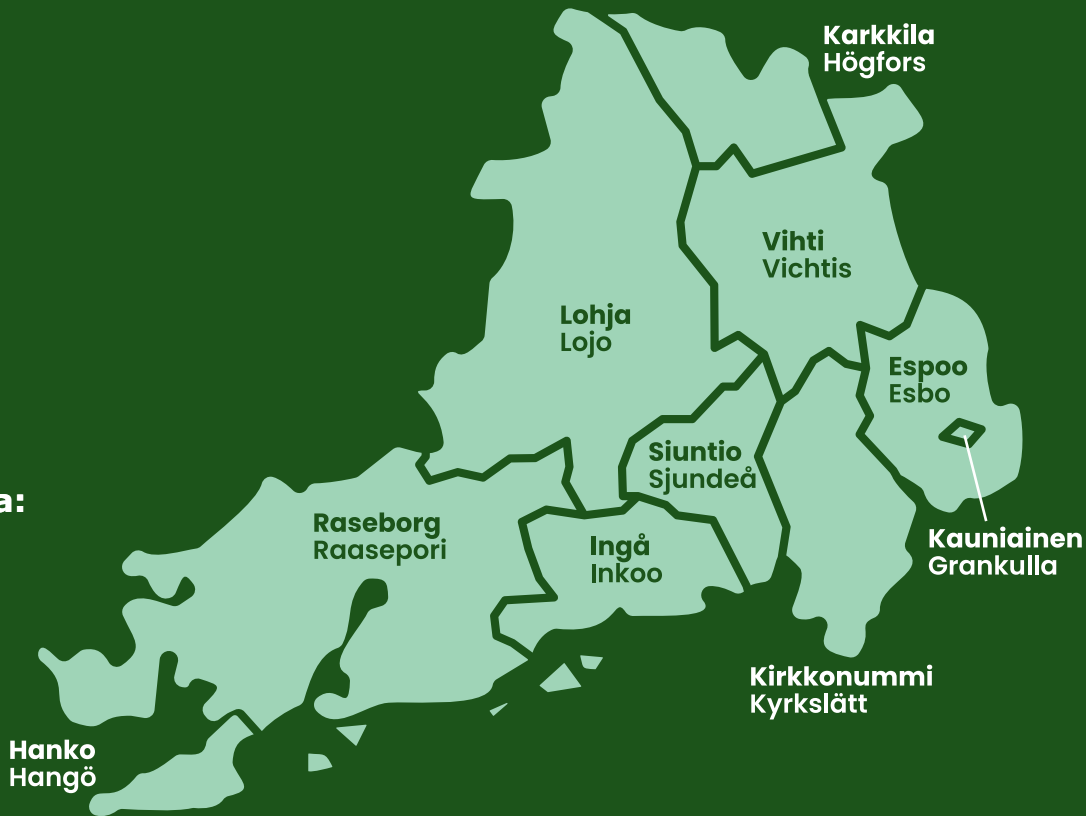 Karkkila
Högfors
Vihti
Vichtis
Lohja
Lojo
Espoo
Esbo
Siuntio
Sjundeå
a:
Raseborg
Raasepori
Ingå
Inkoo
Kauniainen
Grankulla
Kirkkonummi
Kyrkslätt
Hanko
Hangö